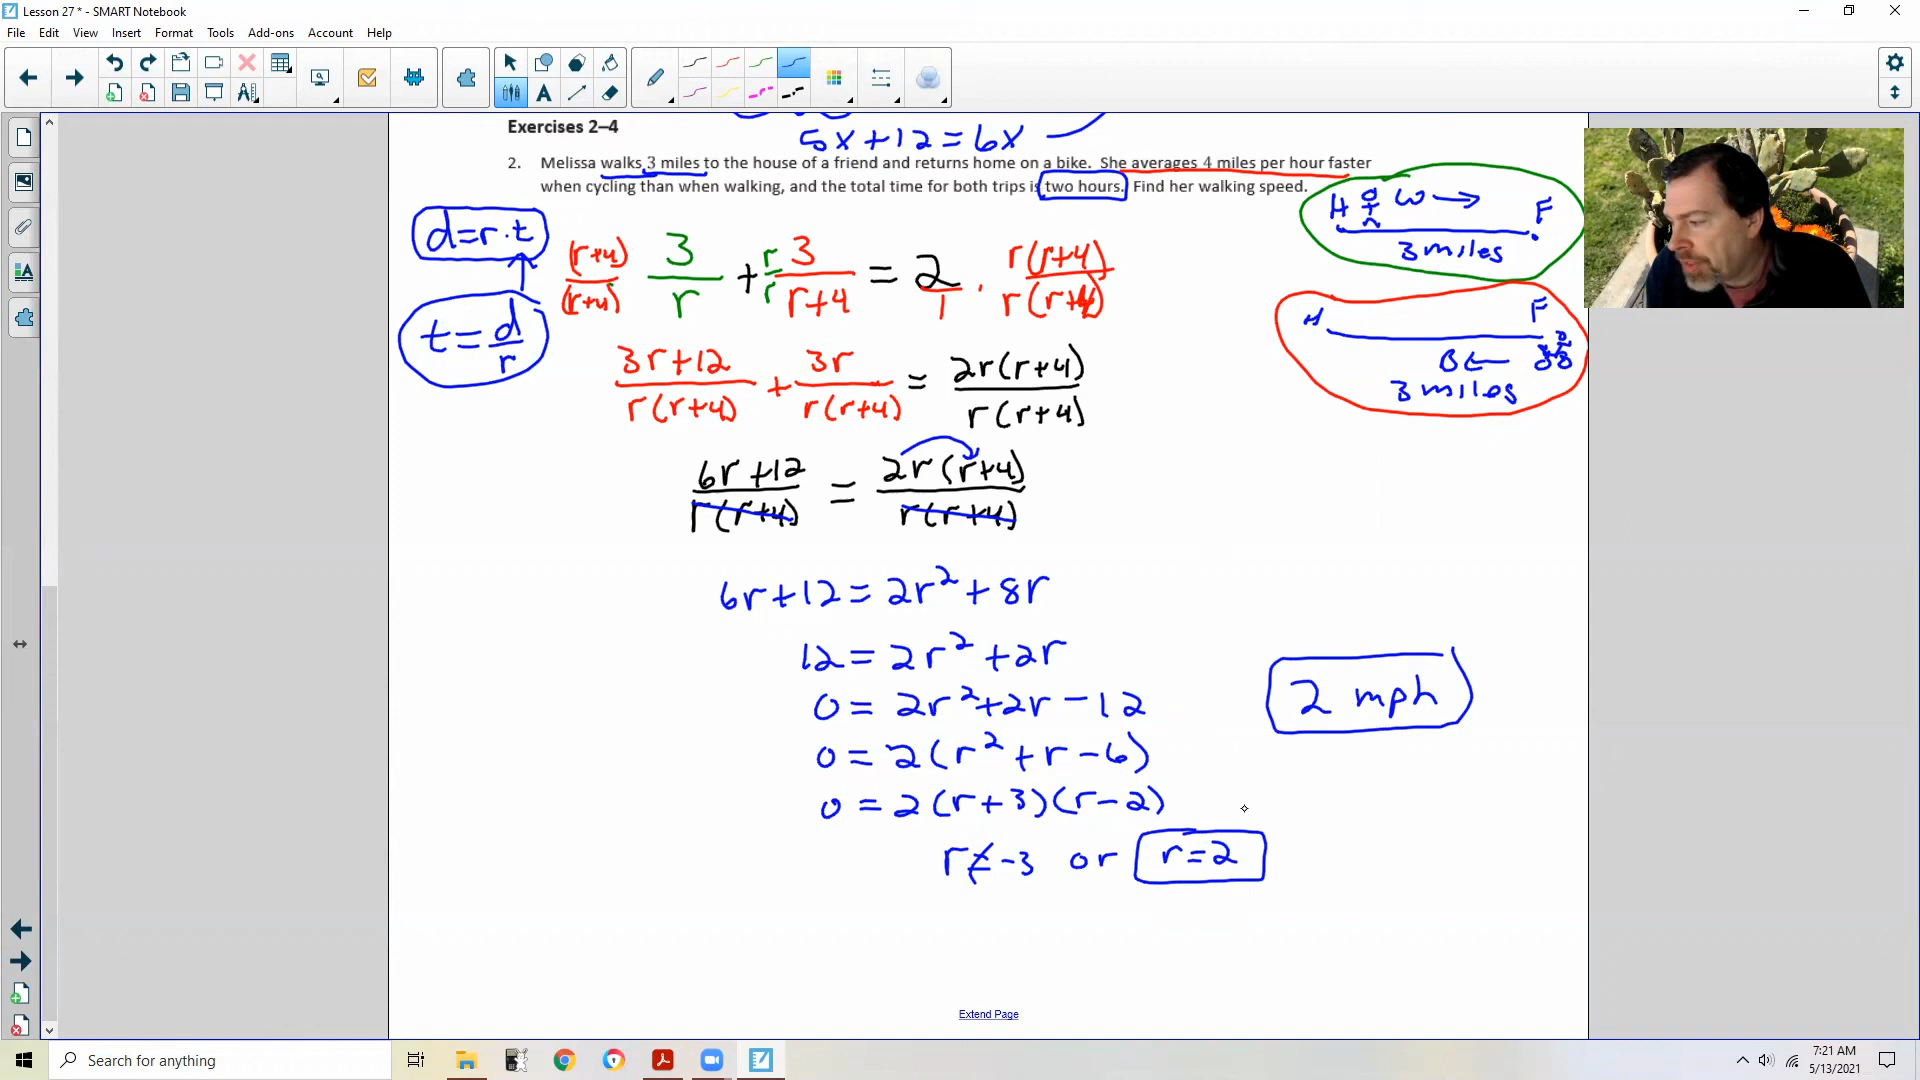 Lesson 27 * - SMART Notebook
File Edit View Insert Format Tools Add-ons Account Help
5x+12=6x
Exercises 2–4
2. Melissa walks 3 miles to the house of a friend and returns home on a bike. She averages 4 miles per hour faster
when cycling than when walking, and the total time for both trips is two hours. Find her walking speed.
H W → F
3 miles
d=r·t
(r+4)/(r+4) 3/r + r/r 3/(r+4) = 2/1 · r(r+4)/r(r+4)
H F
B ←
3 miles
t=d/r
(3r+12)/r(r+4) + 3r/r(r+4) = 2r(r+4)/r(r+4)
(6r+12)/r(r+4) = 2r(r+4)/r(r+4)
6r+12=2r²+8r
12=2r²+2r
0=2r²+2r-12
2 mph
0=2(r²+r-6)
0=2(r+3)(r-2)
r≠-3 or r=2
Extend Page
Search for anything
7:21 AM
5/13/2021